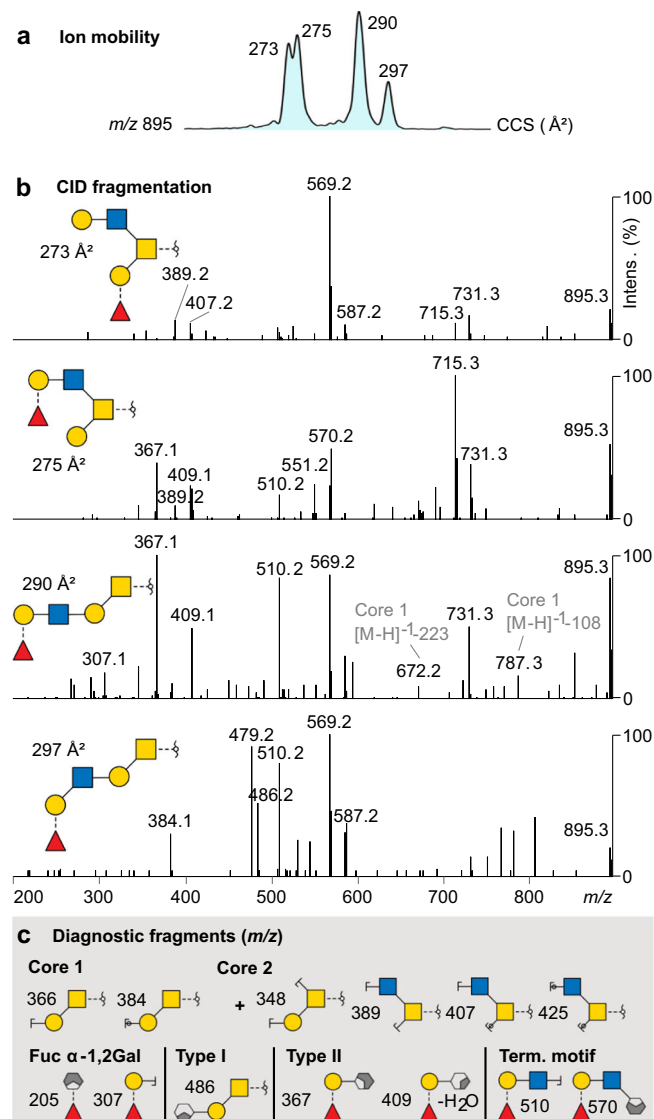 a Ion mobility
290
275
273
297
m/z 895
CCS (Å²)
b CID fragmentation
569.2
100
273 Å²
389.2
407.2
587.2
715.3
731.3
895.3
Intens. (%)
0
715.3
100
275 Å²
367.1
409.1
389.2
510.2
551.2
570.2
731.3
895.3
0
367.1
100
290 Å²
307.1
409.1
510.2
569.2
Core 1
[M-H]⁻¹-223
672.2
731.3
Core 1
[M-H]⁻¹-108
787.3
895.3
0
569.2
100
297 Å²
479.2
510.2
486.2
384.1
587.2
895.3
0
200 300 400 500 600 700 800 m/z
c Diagnostic fragments (m/z)
Core 1 Core 2
366 384 + 348 389 407 425
Fuc α-1,2Gal Type I Type II Term. motif
205 307 486 367 409 -H₂O 510 570